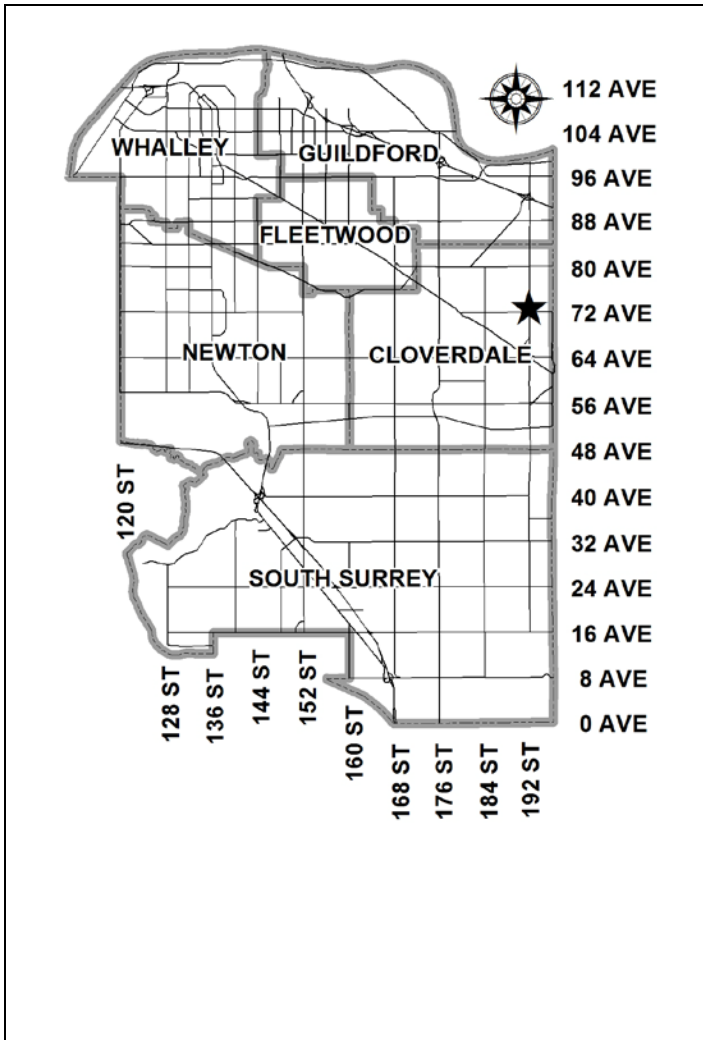 112 AVE
104 AVE
WHALLEY
GUILDFORD
96 AVE
88 AVE
FLEETWOOD
80 AVE
72 AVE
NEWTON
CLOVERDALE
64 AVE
56 AVE
48 AVE
120 ST
40 AVE
32 AVE
SOUTH SURREY
24 AVE
16 AVE
128 ST
136 ST
144 ST
152 ST
8 AVE
160 ST
0 AVE
168 ST
176 ST
184 ST
192 ST